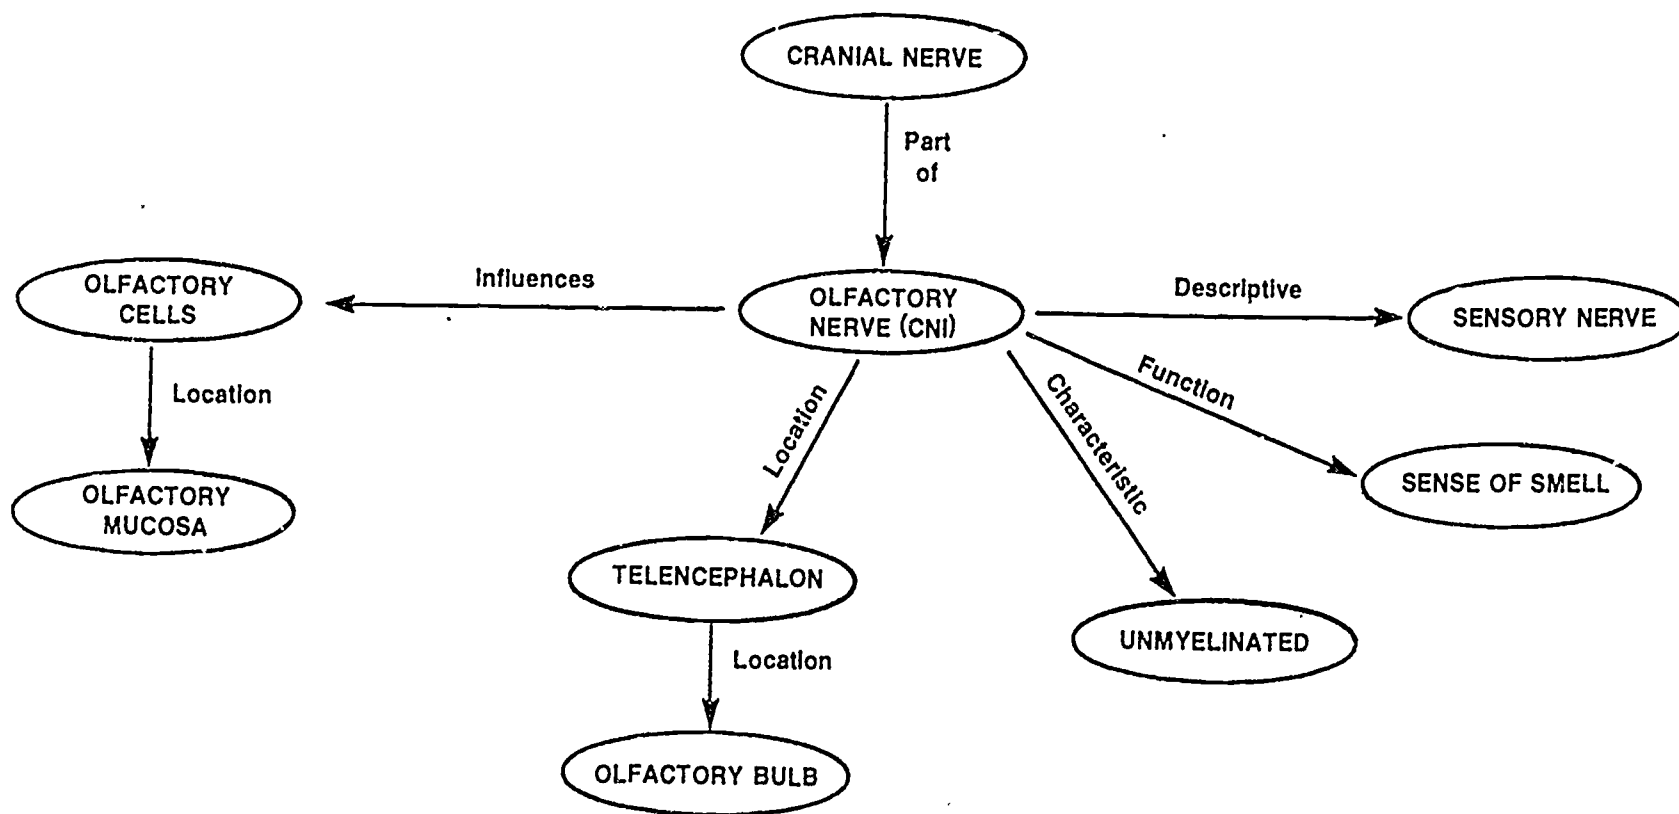 CRANIAL NERVE
Part
of
OLFACTORY
CELLS
Influences
OLFACTORY
NERVE (CNI)
Descriptive
SENSORY NERVE
Location
Location
Characteristic
Function
OLFACTORY
MUCOSA
SENSE OF SMELL
TELENCEPHALON
UNMYELINATED
Location
OLFACTORY BULB